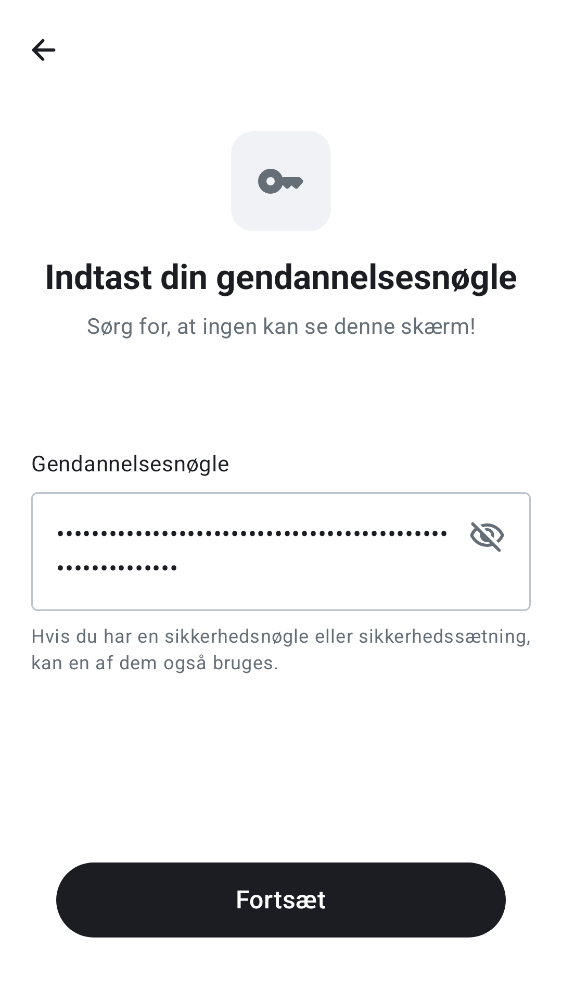 Indtast din gendannelsesnøgle
Sørg for, at ingen kan se denne skærm!
Gendannelsesnøgle
•••••••••••••••••••••••••••••••••••••••••••••
••••••••••••••
Hvis du har en sikkerhedsnøgle eller sikkerhedssætning,
kan en af dem også bruges.
Fortsæt